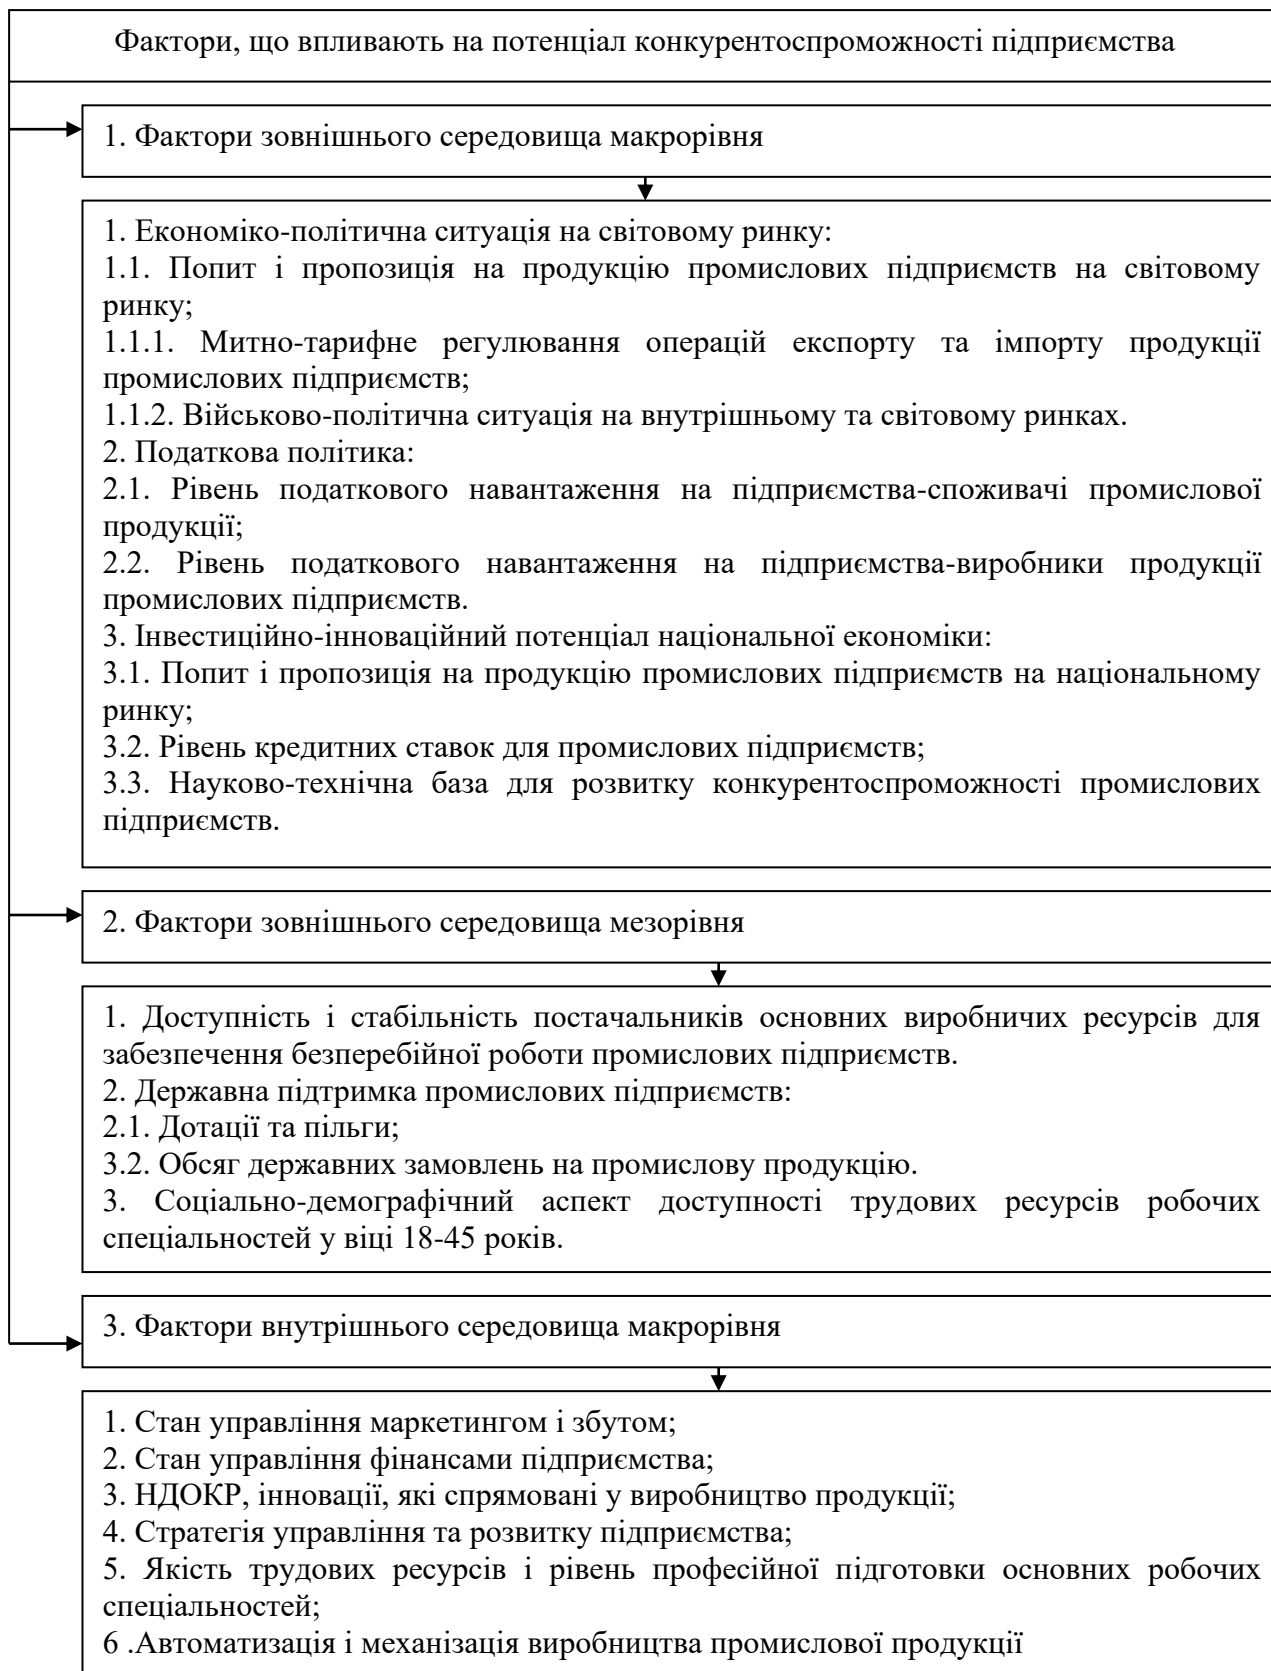 Фактори, що впливають на потенціал конкурентоспроможності підприємства
1. Фактори зовнішнього середовища макрорівня
1. Економіко-політична ситуація на світовому ринку:
1.1. Попит і пропозиція на продукцію промислових підприємств на світовому
ринку;
1.1.1. Митно-тарифне регулювання операцій експорту та імпорту продукції
промислових підприємств;
1.1.2. Військово-політична ситуація на внутрішньому та світовому ринках.
2. Податкова політика:
2.1. Рівень податкового навантаження на підприємства-споживачі промислової
продукції;
2.2. Рівень податкового навантаження на підприємства-виробники продукції
промислових підприємств.
3. Інвестиційно-інноваційний потенціал національної економіки:
3.1. Попит і пропозиція на продукцію промислових підприємств на національному
ринку;
3.2. Рівень кредитних ставок для промислових підприємств;
3.3. Науково-технічна база для розвитку конкурентоспроможності промислових
підприємств.
2. Фактори зовнішнього середовища мезорівня
1. Доступність і стабільність постачальників основних виробничих ресурсів для
забезпечення безперебійної роботи промислових підприємств.
2. Державна підтримка промислових підприємств:
2.1. Дотації та пільги;
3.2. Обсяг державних замовлень на промислову продукцію.
3. Соціально-демографічний аспект доступності трудових ресурсів робочих
спеціальностей у віці 18-45 років.
3. Фактори внутрішнього середовища макрорівня
1. Стан управління маркетингом і збутом;
2. Стан управління фінансами підприємства;
3. НДОКР, інновації, які спрямовані у виробництво продукції;
4. Стратегія управління та розвитку підприємства;
5. Якість трудових ресурсів і рівень професійної підготовки основних робочих
спеціальностей;
6 .Автоматизація і механізація виробництва промислової продукції